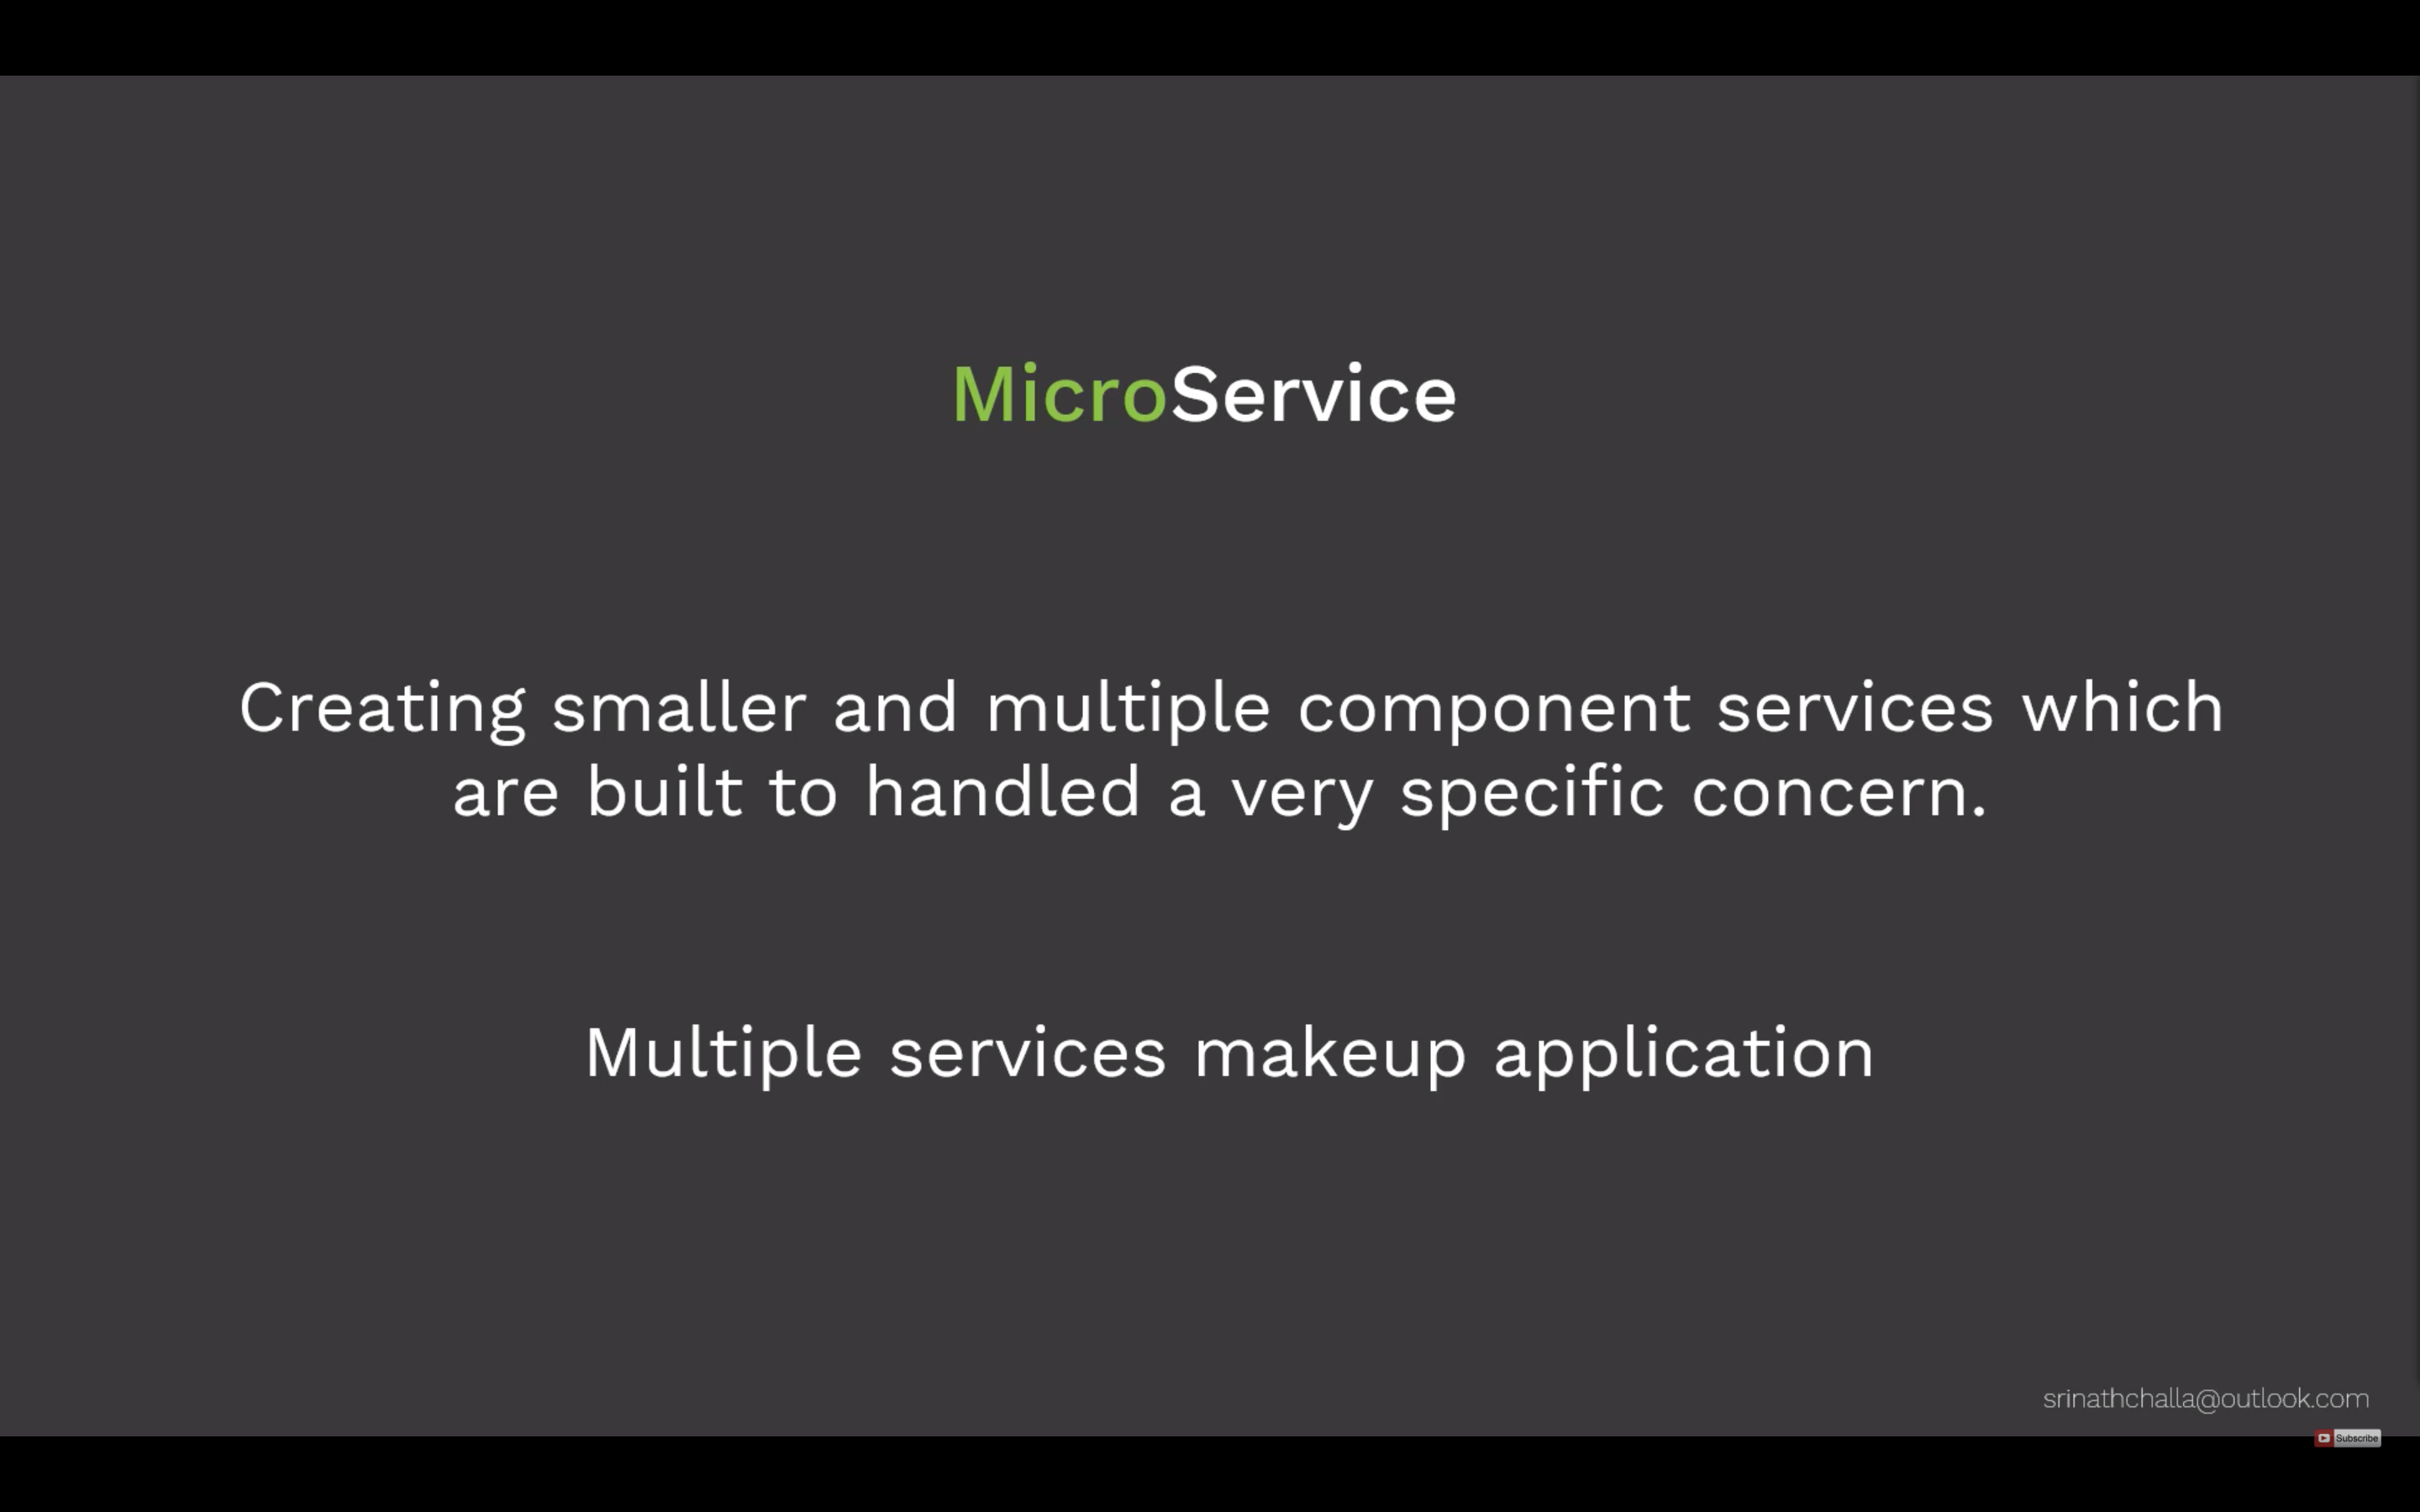 MicroService
Creating smaller and multiple component services which
are built to handled a very specific concern.
Multiple services makeup application
srinathchalla@outlook.com
Subscribe